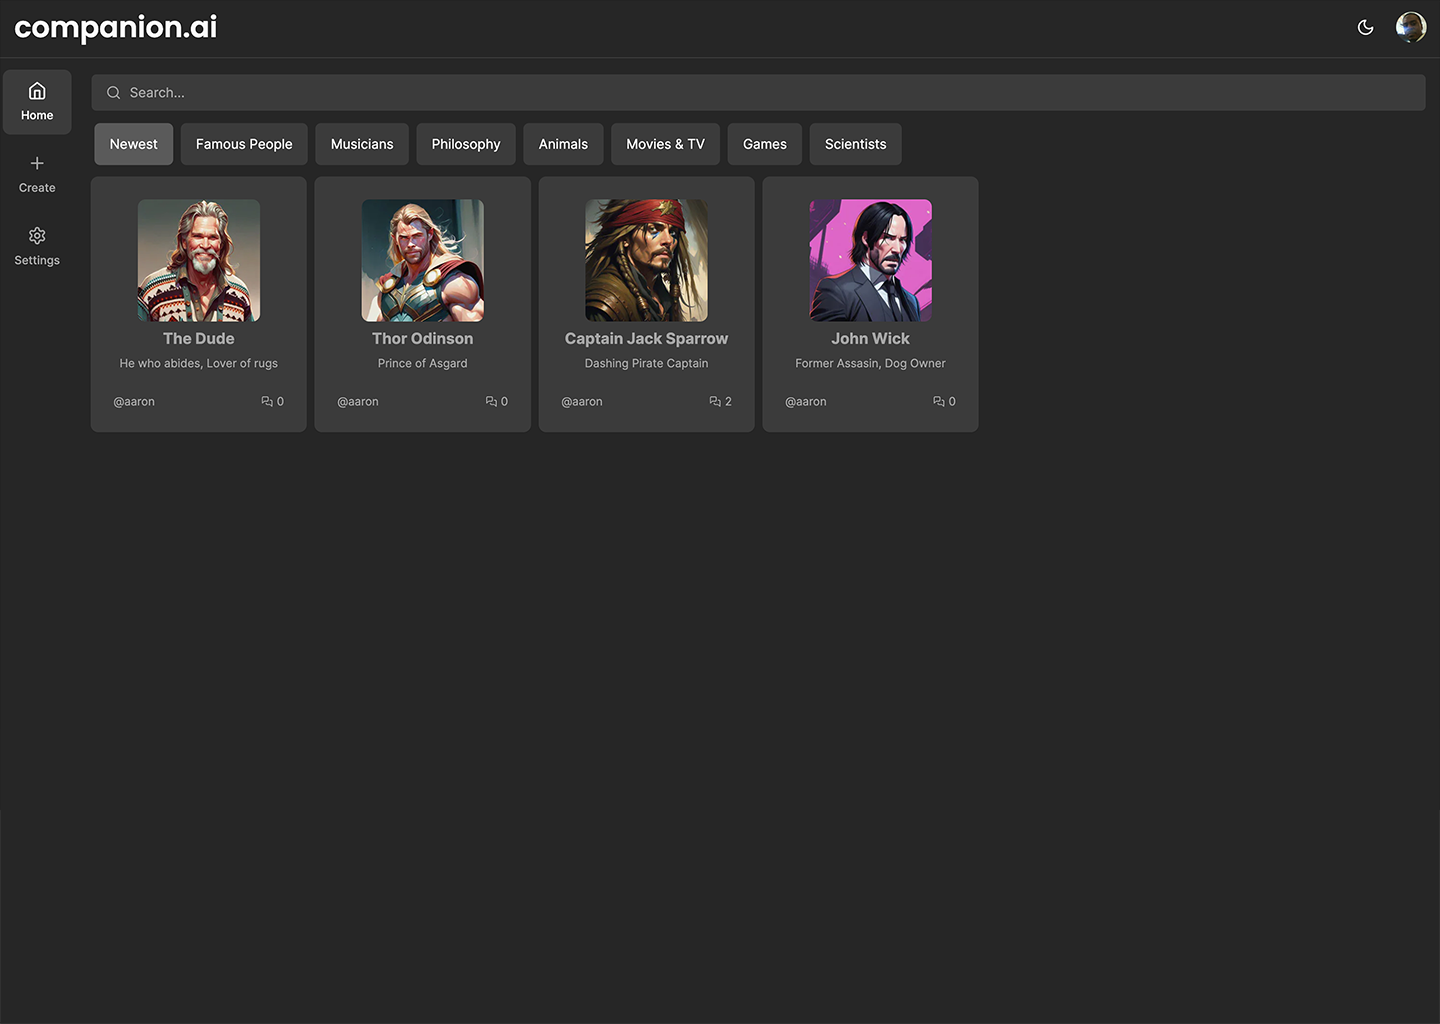 companion.ai
Home
Create
Settings
Search...
Newest Famous People Musicians Philosophy Animals Movies & TV Games Scientists
The Dude
He who abides, Lover of rugs
@aaron 0
Thor Odinson
Prince of Asgard
@aaron 0
Captain Jack Sparrow
Dashing Pirate Captain
@aaron 2
John Wick
Former Assasin, Dog Owner
@aaron 0